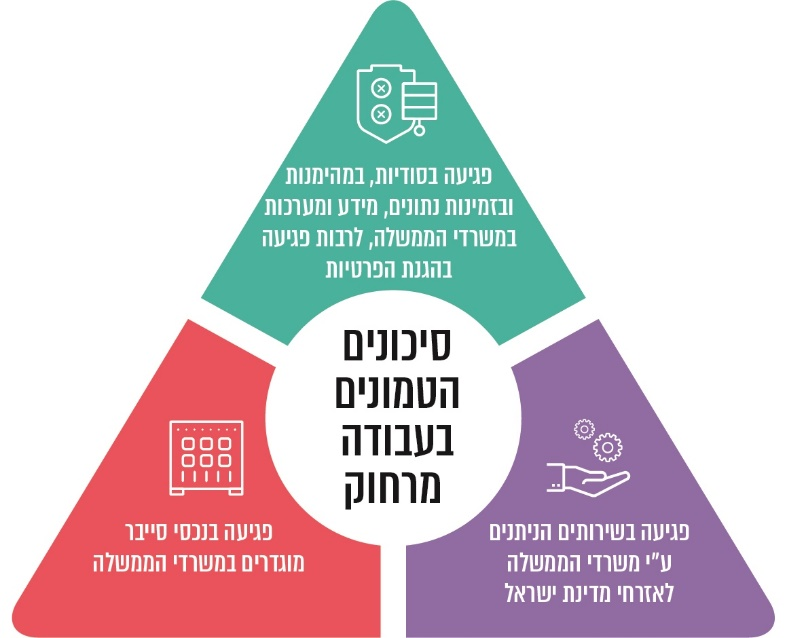 פגיעה בסודיות, במהימנות
ובזמינות נתונים, מידע ומערכות
במשרדי הממשלה, לרבות פגיעה
בהגנת הפרטיות
סיכונים
הטמונים
בעבודה
מרחוק
פגיעה בשירותים הניתנים
ע"י משרדי הממשלה
לאזרחי מדינת ישראל
פגיעה בנכסי סייבר
מוגדרים במשרדי הממשלה